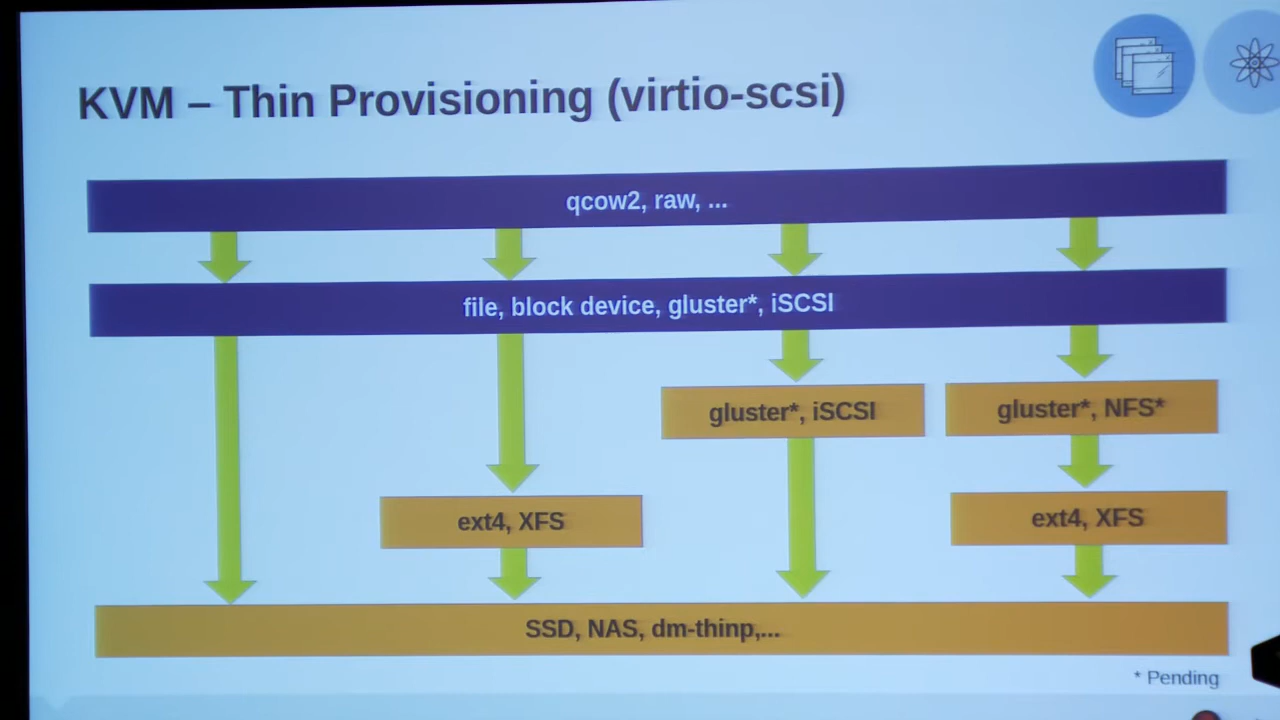 KVM – Thin Provisioning (virtio-scsi)
qcow2, raw, ...
file, block device, gluster*, iSCSI
gluster*, iSCSI
gluster*, NFS*
ext4, XFS
ext4, XFS
SSD, NAS, dm-thinp,...
* Pending